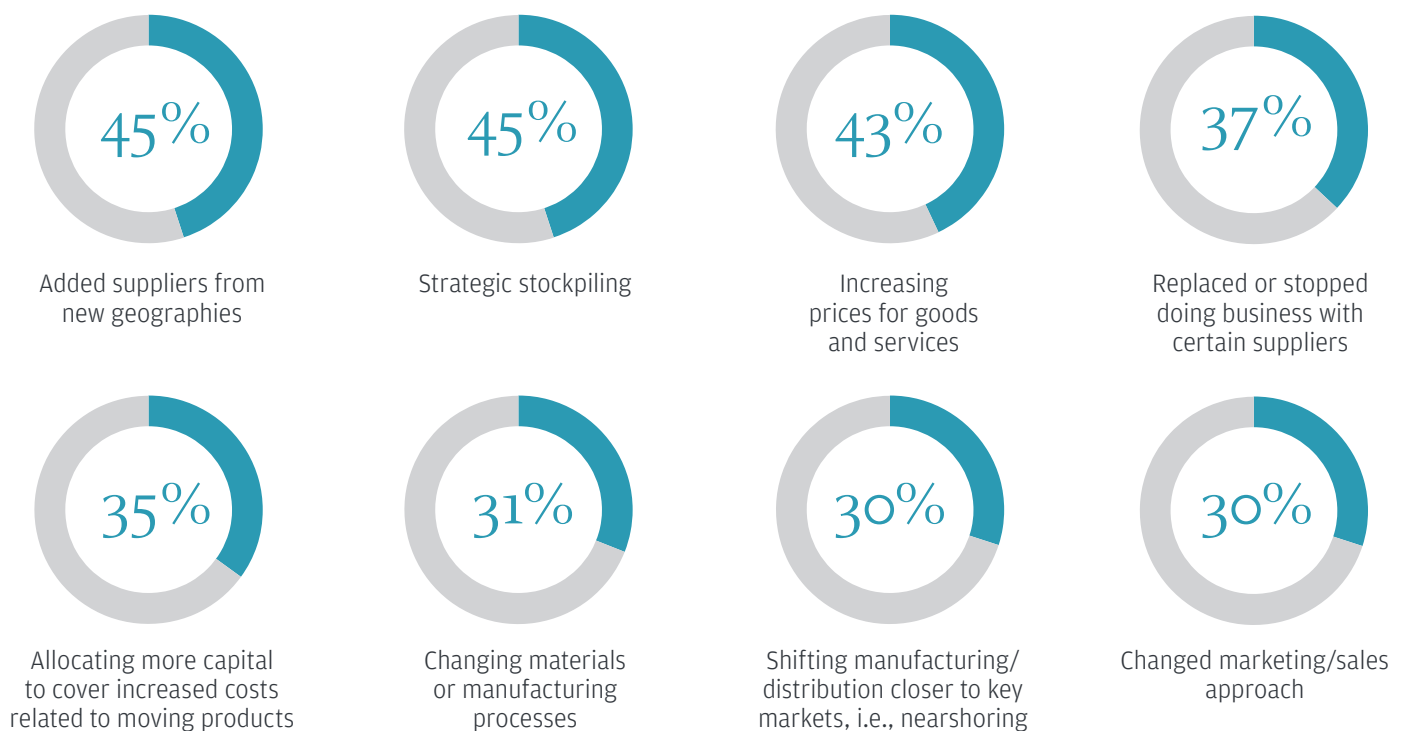 45%
Added suppliers from
new geographies
45%
Strategic stockpiling
43%
Increasing
prices for goods
and services
37%
Replaced or stopped
doing business with
certain suppliers
35%
Allocating more capital
to cover increased costs
related to moving products
31%
Changing materials
or manufacturing
processes
30%
Shifting manufacturing/
distribution closer to key
markets, i.e., nearshoring
30%
Changed marketing/sales
approach